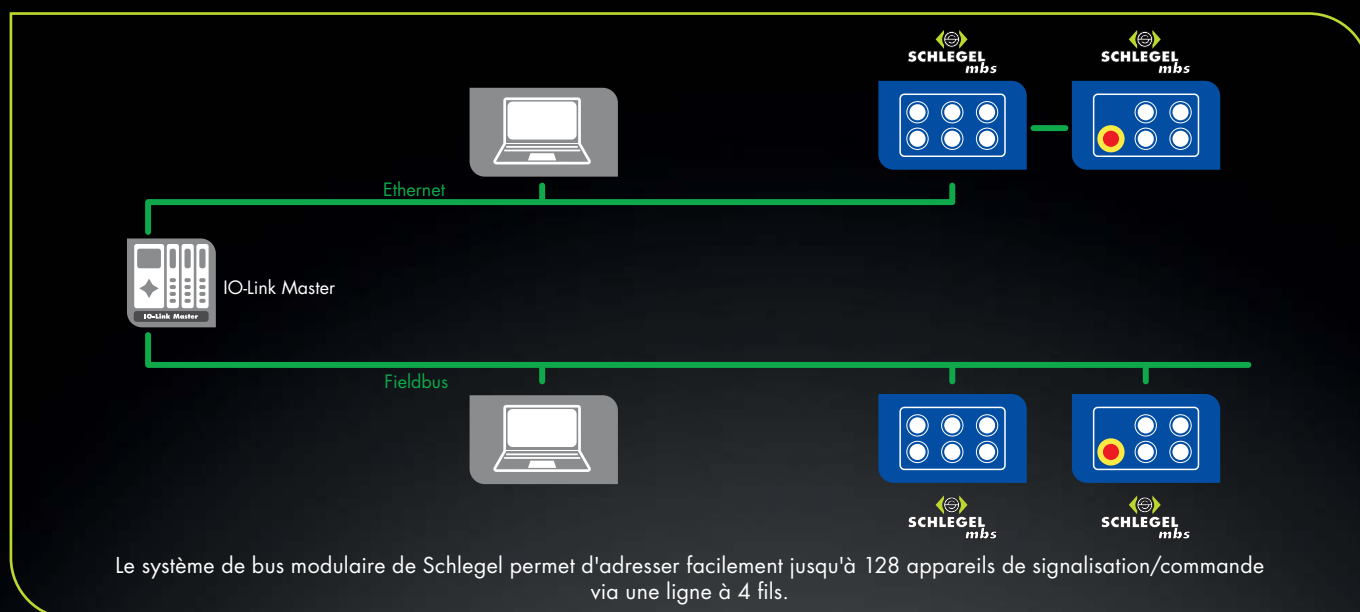 SCHLEGEL
mbs
SCHLEGEL
mbs
Ethernet
IO-Link Master
IO-Link Master
Fieldbus
SCHLEGEL
mbs
SCHLEGEL
mbs
Le système de bus modulaire de Schlegel permet d'adresser facilement jusqu'à 128 appareils de signalisation/commande
via une ligne à 4 fils.